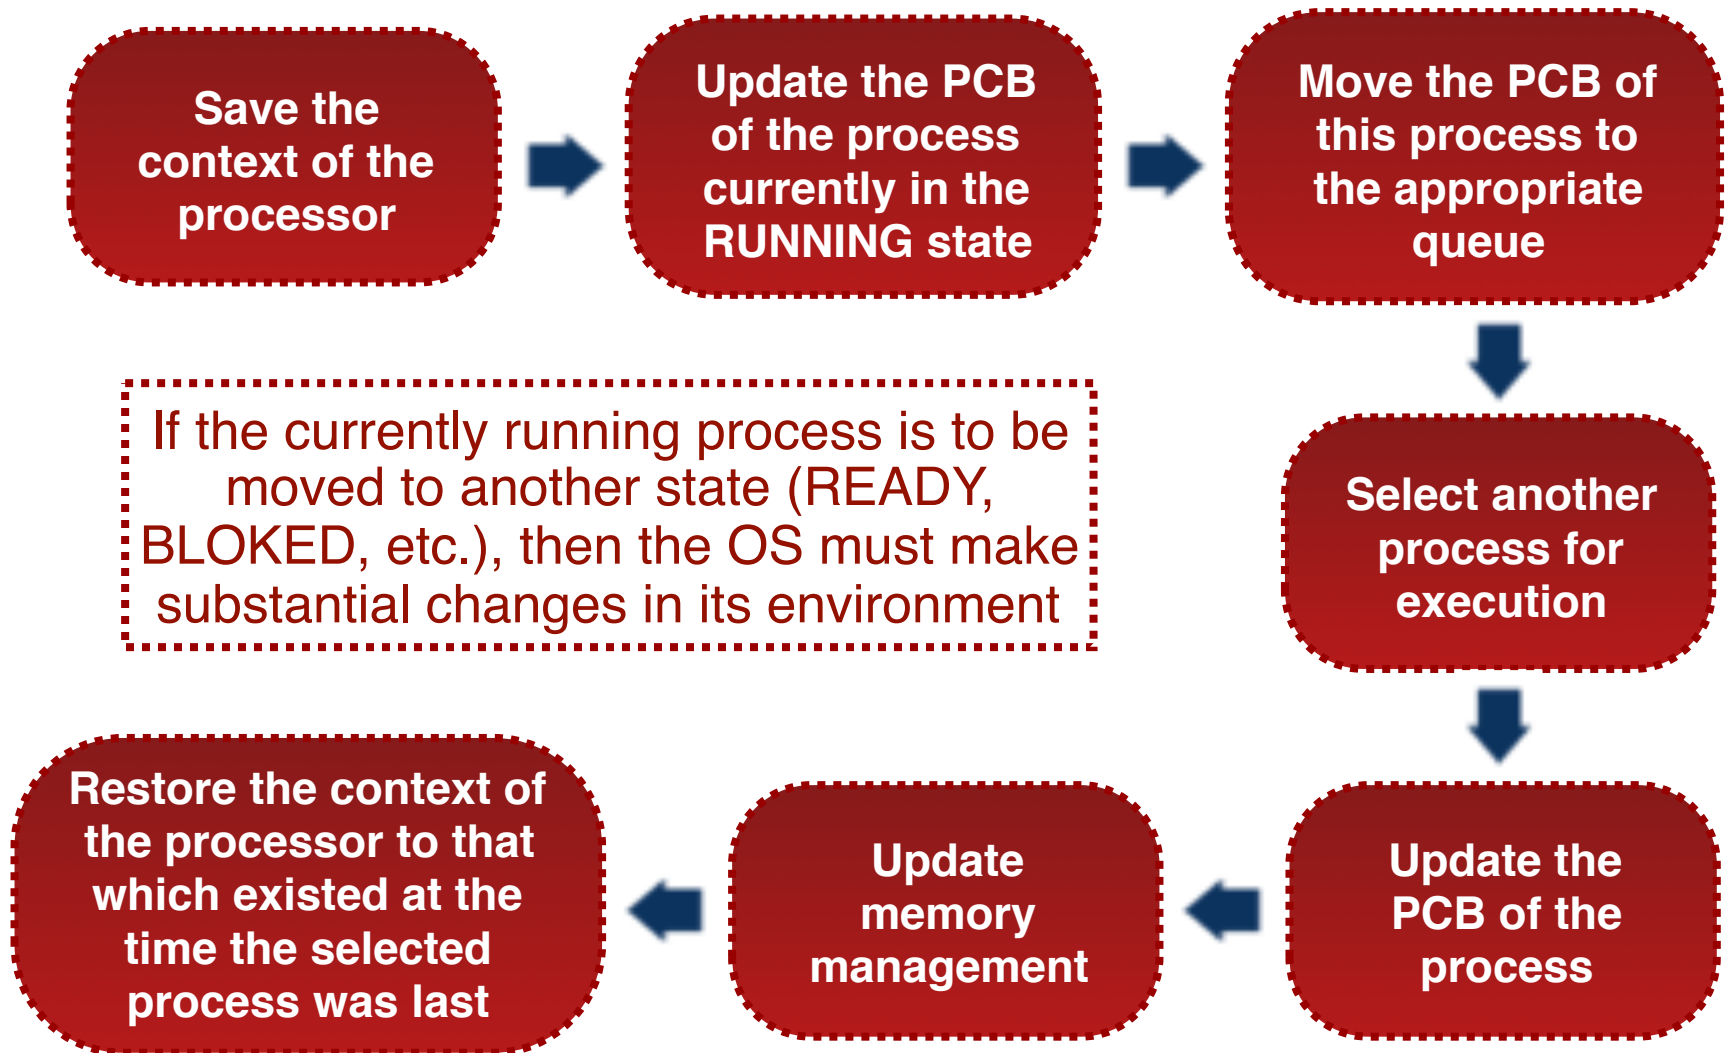 Save the
context of the
processor
Update the PCB
of the process
currently in the
RUNNING state
Move the PCB of
this process to
the appropriate
queue
If the currently running process is to be
moved to another state (READY,
BLOKED, etc.), then the OS must make
substantial changes in its environment
Select another
process for
execution
Update the
PCB of the
process
Update
memory
management
Restore the context of
the processor to that
which existed at the
time the selected
process was last